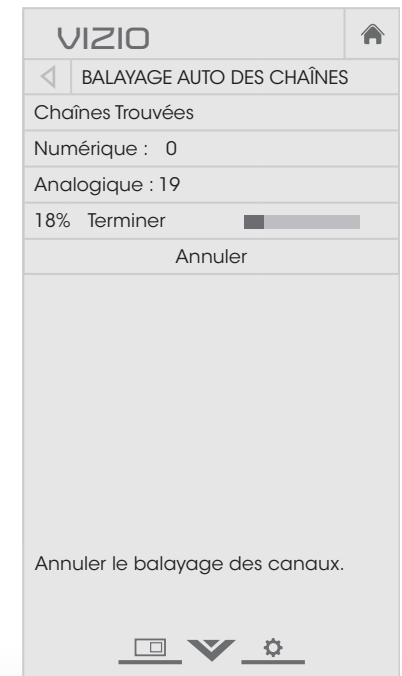 VIZIO
BALAYAGE AUTO DES CHAÎNES
Chaînes Trouvées
Numérique : 0
Analogique : 19
18% Terminer
Annuler
Annuler le balayage des canaux.